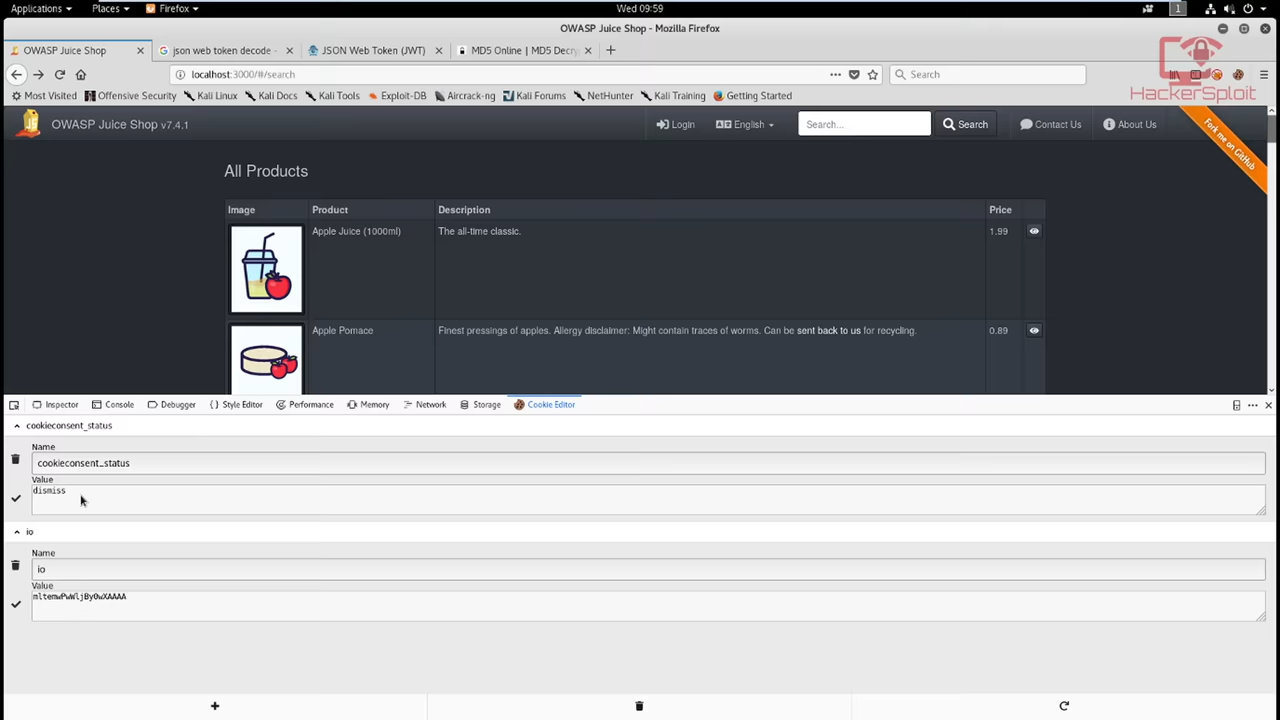 Applications Places Firefox Wed 09:59 1
OWASP Juice Shop - Mozilla Firefox
OWASP Juice Shop json web token decode - JSON Web Token (JWT) MD5 Online | MD5 Decry
localhost:3000/#/search Search
Most Visited Offensive Security Kali Linux Kali Docs Kali Tools Exploit-DB Aircrack-ng Kali Forums NetHunter Kali Training Getting Started
HackerSploit
OWASP Juice Shop v7.4.1 Login English Search... Search Contact Us About Us
Fork me on GitHub
All Products
Image Product Description Price
Apple Juice (1000ml) The all-time classic. 1.99
Apple Pomace Finest pressings of apples. Allergy disclaimer: Might contain traces of worms. Can be sent back to us for recycling. 0.89
Inspector Console Debugger Style Editor Performance Memory Network Storage Cookie Editor
cookieconsent_status
Name
cookieconsent_status
Value
dismiss
io
Name
io
Value
mltemwPwWljBy0wXAAAA